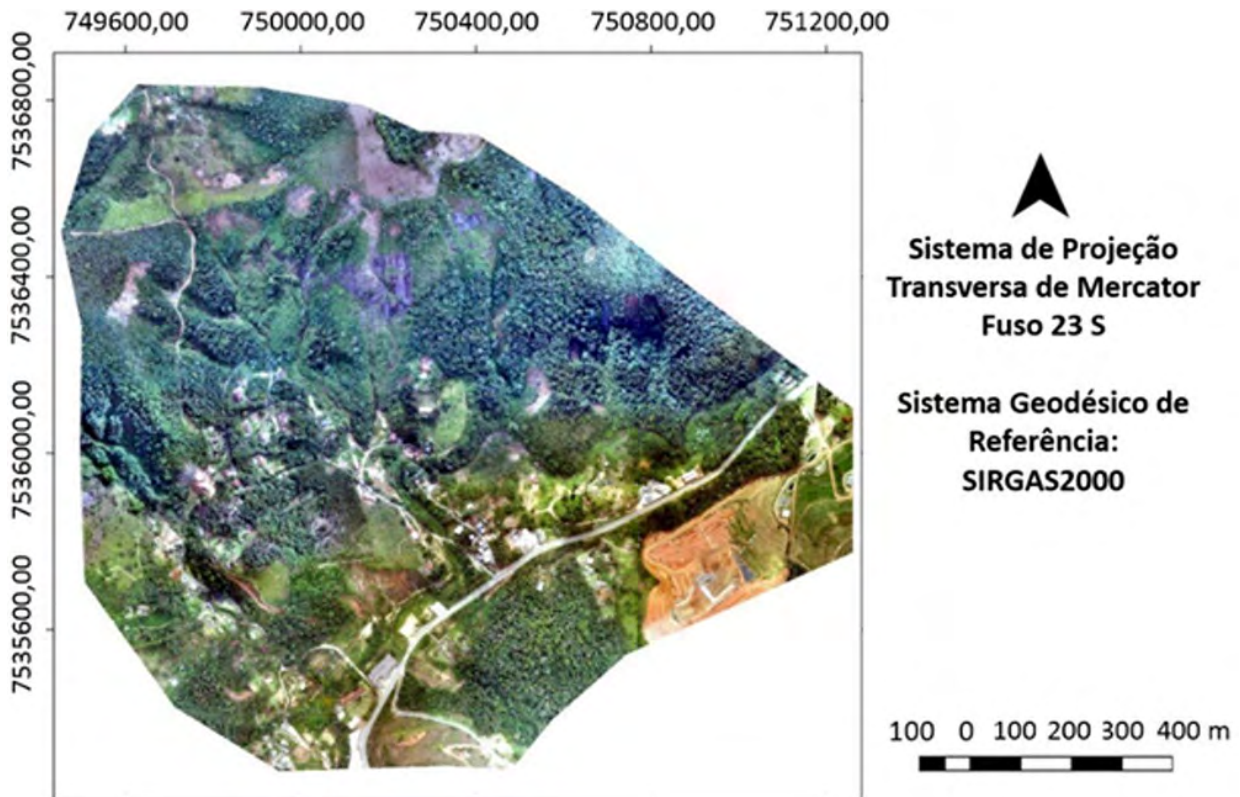 749600,00 750000,00 750400,00 750800,00 751200,00
7536800,00
7536400,00
7536000,00
7535600,00
Sistema de Projeção
Transversa de Mercator
Fuso 23 S
Sistema Geodésico de
Referência:
SIRGAS2000
100 0 100 200 300 400 m